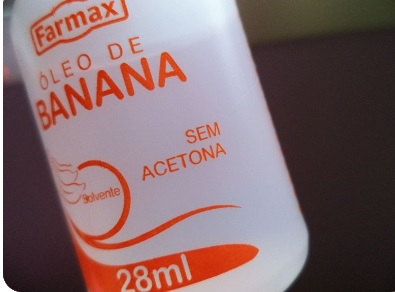 Farmax
ÓLEO DE
BANANA
SEM
ACETONA
Solvente
28ml